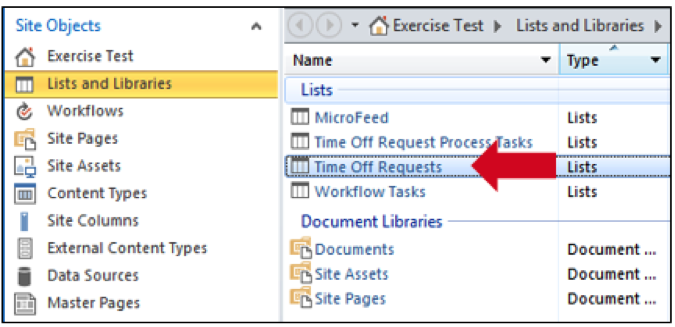 Site Objects
Exercise Test
Lists and Libraries
Workflows
Site Pages
Site Assets
Content Types
Site Columns
External Content Types
Data Sources
Master Pages
Exercise Test Lists and Libraries
Name Type
Lists
MicroFeed Lists
Time Off Request Process Tasks Lists
Time Off Requests Lists
Workflow Tasks Lists
Document Libraries
Documents Document ...
Site Assets Document ...
Site Pages Document ...